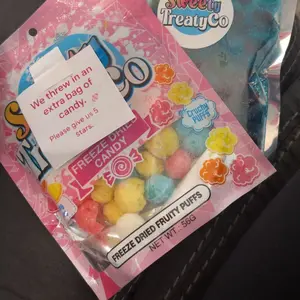 Sweety
TreatyCo
We threw in an
extra bag of
candy.
Please give us 5
stars.
FREEZE DRIED
CANDY
Crunchy
Puffs
FREEZE DRIED FRUITY PUFFS
NET WT. 56G